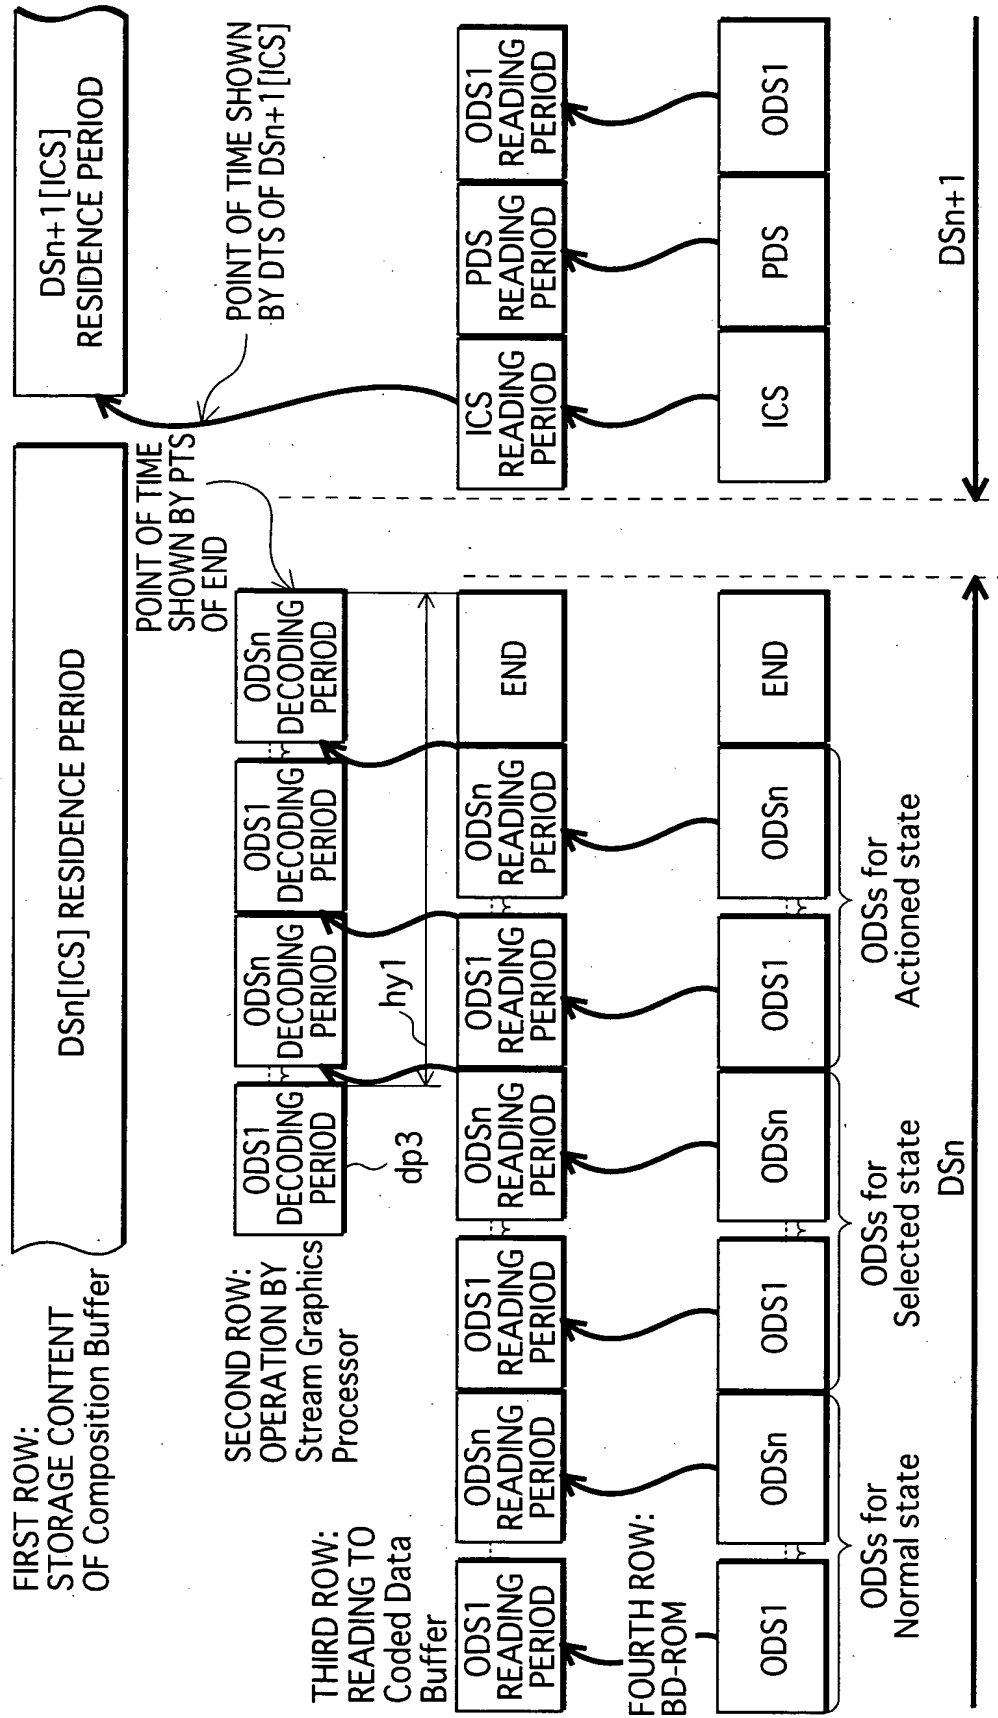 FIRST ROW:
STORAGE CONTENT
OF Composition Buffer
DSn[ICS] RESIDENCE PERIOD
DSn+1[ICS]
RESIDENCE PERIOD
SECOND ROW:
OPERATION BY
Stream Graphics
Processor
ODS1
DECODING
PERIOD
ODSn
DECODING
PERIOD
ODS1
DECODING
PERIOD
ODSn
DECODING
PERIOD
POINT OF TIME
SHOWN BY PTS
OF END
POINT OF TIME SHOWN
BY DTS OF DSn+1[ICS]
dp3
hy1
THIRD ROW:
READING TO
Coded Data
Buffer
ODS1
READING
PERIOD
ODSn
READING
PERIOD
ODS1
READING
PERIOD
ODSn
READING
PERIOD
ODS1
READING
PERIOD
ODSn
READING
PERIOD
END
ICS
READING
PERIOD
PDS
READING
PERIOD
ODS1
READING
PERIOD
FOURTH ROW:
BD-ROM
ODS1
ODSn
ODS1
ODSn
ODS1
ODSn
END
ICS
PDS
ODS1
ODSs for
Normal state
ODSs for
Selected state
ODSs for
Actioned state
DSn
DSn+1